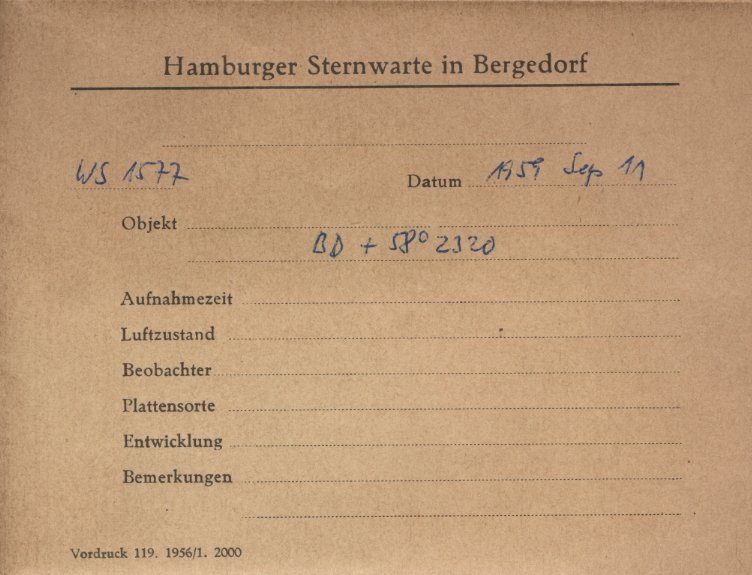 Hamburger Sternwarte in Bergedorf
WS 1577
Datum 1959 Sep 11
Objekt
BD + 58° 2320
Aufnahmezeit
Luftzustand
Beobachter
Plattensorte
Entwicklung
Bemerkungen
Vordruck 119. 1956/1. 2000